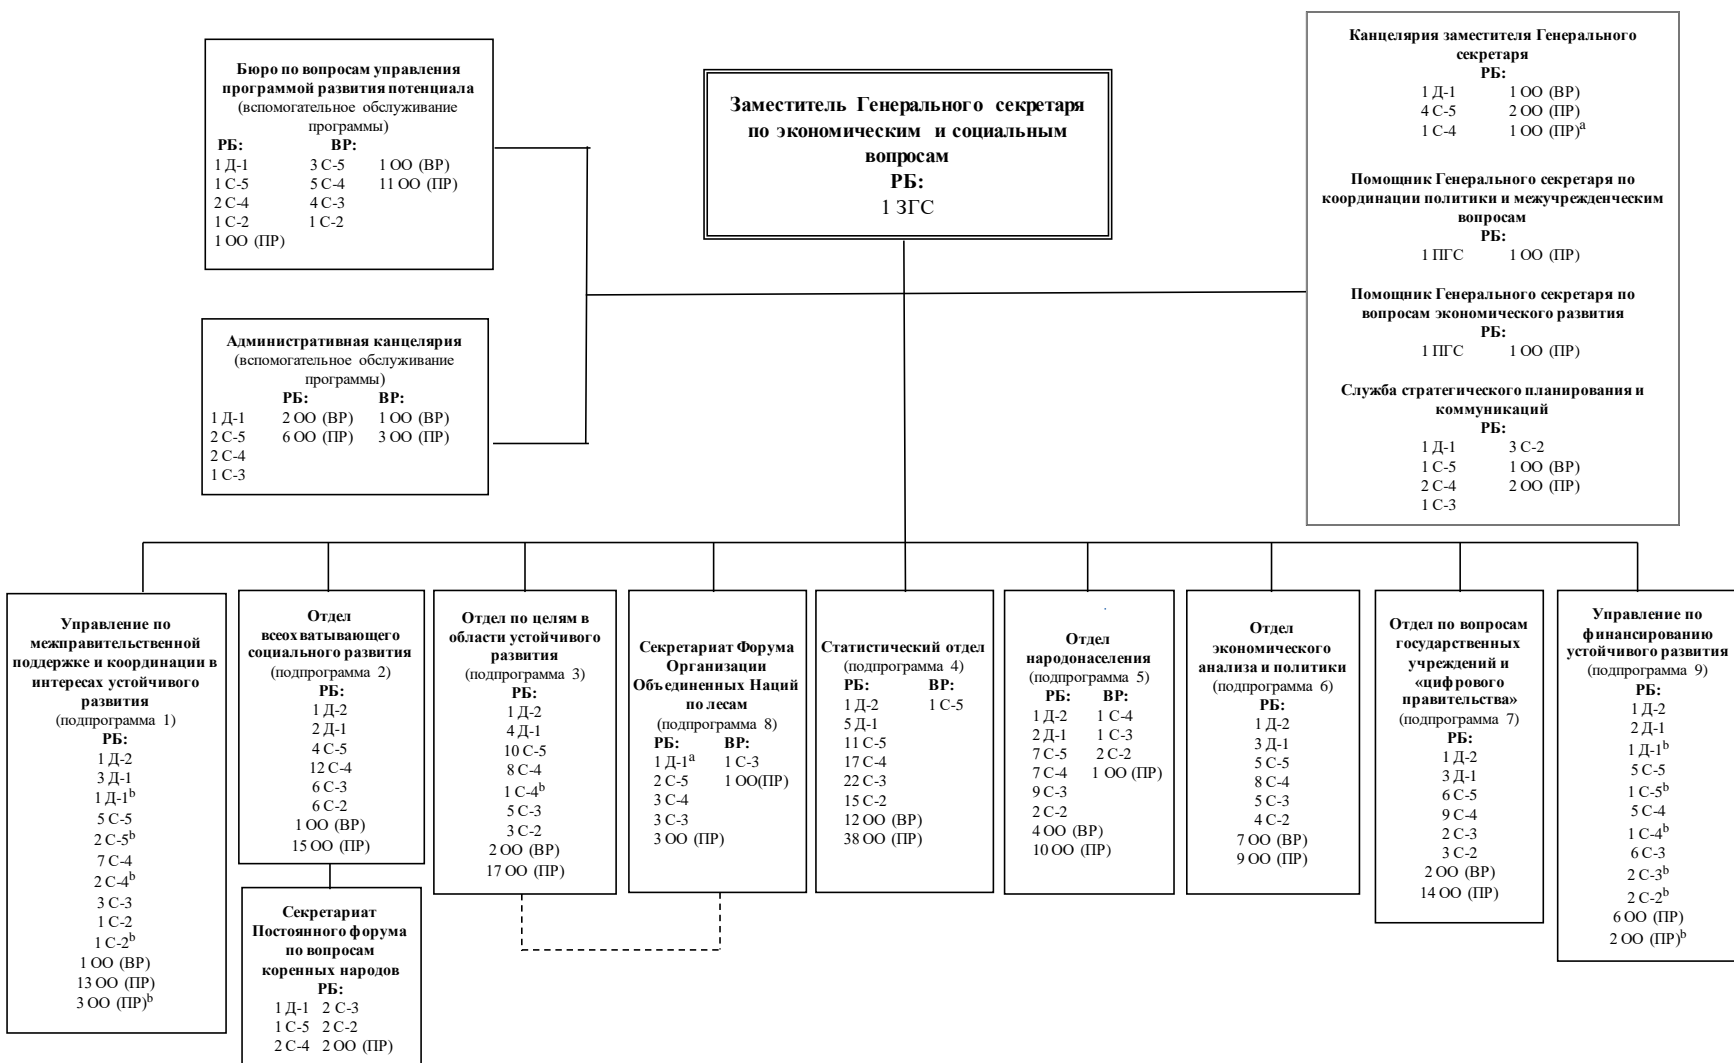 Бюро по вопросам управления
программой развития потенциала
(вспомогательное обслуживание
программы)
РБ: ВР:
1 Д-1 3 С-5 1 ОО (ВР)
1 С-5 5 С-4 11 ОО (ПР)
2 С-4 4 С-3
1 С-2 1 С-2
1 ОО (ПР)
Заместитель Генерального секретаря
по экономическим и социальным
вопросам
РБ:
1 ЗГС
Канцелярия заместителя Генерального
секретаря
РБ:
1 Д-1 1 ОО (ВР)
4 С-5 2 ОО (ПР)
1 С-4 1 ОО (ПР)a
Помощник Генерального секретаря по
координации политики и межучрежденческим
вопросам
РБ:
1 ПГС 1 ОО (ПР)
Помощник Генерального секретаря по
вопросам экономического развития
РБ:
1 ПГС 1 ОО (ПР)
Служба стратегического планирования и
коммуникаций
РБ:
1 Д-1 3 С-2
1 С-5 1 ОО (ВР)
2 С-4 2 ОО (ПР)
1 С-3
Административная канцелярия
(вспомогательное обслуживание
программы)
РБ: ВР:
1 Д-1 2 ОО (ВР) 1 ОО (ВР)
2 С-5 6 ОО (ПР) 3 ОО (ПР)
2 С-4
1 С-3
Управление по
межправительственной
поддержке и координации в
интересах устойчивого
развития
(подпрограмма 1)
РБ:
1 Д-2
3 Д-1
1 Д-1b
5 С-5
2 С-5b
7 С-4
2 С-4b
3 С-3
1 С-2
1 С-2b
1 ОО (ВР)
13 ОО (ПР)
3 ОО (ПР)b
Отдел
всеохватывающего
социального развития
(подпрограмма 2)
РБ:
1 Д-2
2 Д-1
4 С-5
12 С-4
6 С-3
6 С-2
1 ОО (ВР)
15 ОО (ПР)
Секретариат
Постоянного форума
по вопросам
коренных народов
РБ:
1 Д-1 2 С-3
1 С-5 2 С-2
2 С-4 2 ОО (ПР)
Отдел по целям в
области устойчивого
развития
(подпрограмма 3)
РБ:
1 Д-2
4 Д-1
10 С-5
8 С-4
1 С-4b
5 С-3
3 С-2
2 ОО (ВР)
17 ОО (ПР)
Секретариат Форума
Организации
Объединенных Наций
по лесам
(подпрограмма 8)
РБ: ВР:
1 Д-1a 1 С-3
2 С-5 1 ОО(ПР)
3 С-4
3 С-3
3 ОО (ПР)
Статистический отдел
(подпрограмма 4)
РБ: ВР:
1 Д-2 1 С-5
5 Д-1
11 С-5
17 С-4
22 С-3
15 С-2
12 ОО (ВР)
38 ОО (ПР)
Отдел
народонаселения
(подпрограмма 5)
РБ: ВР:
1 Д-2 1 С-4
2 Д-1 1 С-3
7 С-5 2 С-2
7 С-4 1 ОО (ПР)
9 С-3
2 С-2
4 ОО (ВР)
10 ОО (ПР)
Отдел
экономического
анализа и политики
(подпрограмма 6)
РБ:
1 Д-2
3 Д-1
5 С-5
8 С-4
5 С-3
4 С-2
7 ОО (ВР)
9 ОО (ПР)
Отдел по вопросам
государственных
учреждений и
«цифрового
правительства»
(подпрограмма 7)
РБ:
1 Д-2
3 Д-1
6 С-5
9 С-4
2 С-3
3 С-2
2 ОО (ВР)
14 ОО (ПР)
Управление по
финансированию
устойчивого развития
(подпрограмма 9)
РБ:
1 Д-2
2 Д-1
1 Д-1b
5 С-5
1 С-5b
5 С-4
1 С-4b
6 С-3
2 С-3b
2 С-2b
6 ОО (ПР)
2 ОО (ПР)b